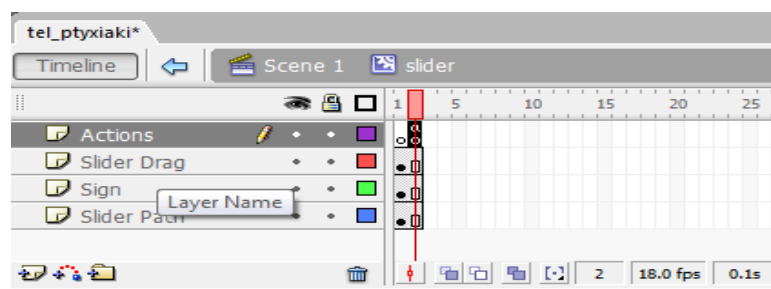 tel_ptyxiaki*
Timeline Scene 1 slider
1 5 10 15 20 25
Actions
Slider Drag
Sign
Layer Name
Slider Path
2 18.0 fps 0.1s